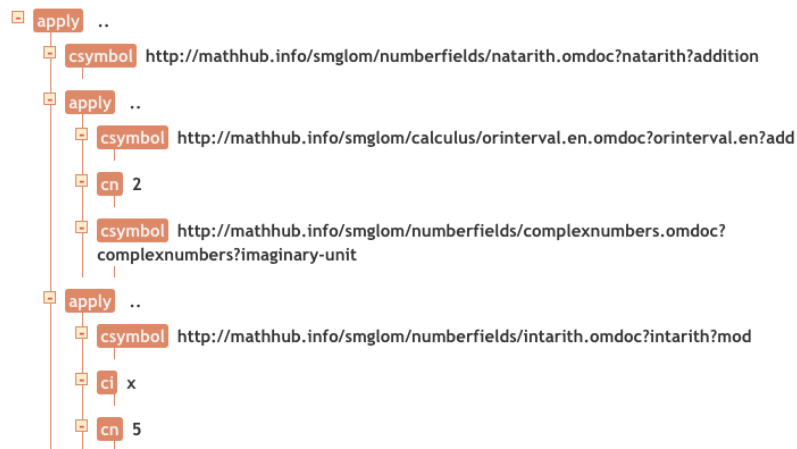 - apply ..
- csymbol http://mathhub.info/smglom/numberfields/natarith.omdoc?natarith?addition
- apply ..
- csymbol http://mathhub.info/smglom/calculus/orinterval.en.omdoc?orinterval.en?add
- cn 2
- csymbol http://mathhub.info/smglom/numberfields/complexnumbers.omdoc?
complexnumbers?imaginary-unit
- apply ..
- csymbol http://mathhub.info/smglom/numberfields/intarith.omdoc?intarith?mod
- ci x
- cn 5